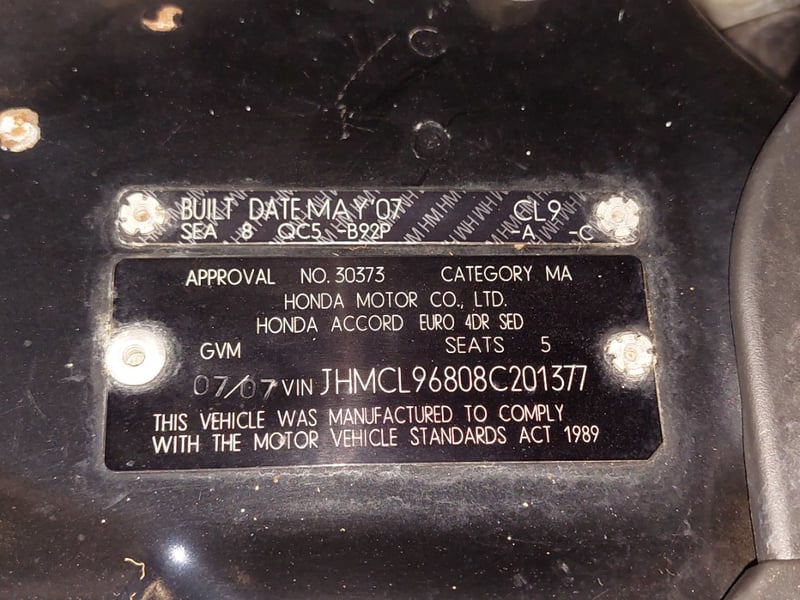 BUILT DATE MAY'07 CL9
SEA 8 QC5 -B92P -A -C
APPROVAL NO. 30373 CATEGORY MA
HONDA MOTOR CO., LTD.
HONDA ACCORD EURO 4DR SED
GVM SEATS 5
07/07 VIN JHMCL96808C201377
THIS VEHICLE WAS MANUFACTURED TO COMPLY
WITH THE MOTOR VEHICLE STANDARDS ACT 1989